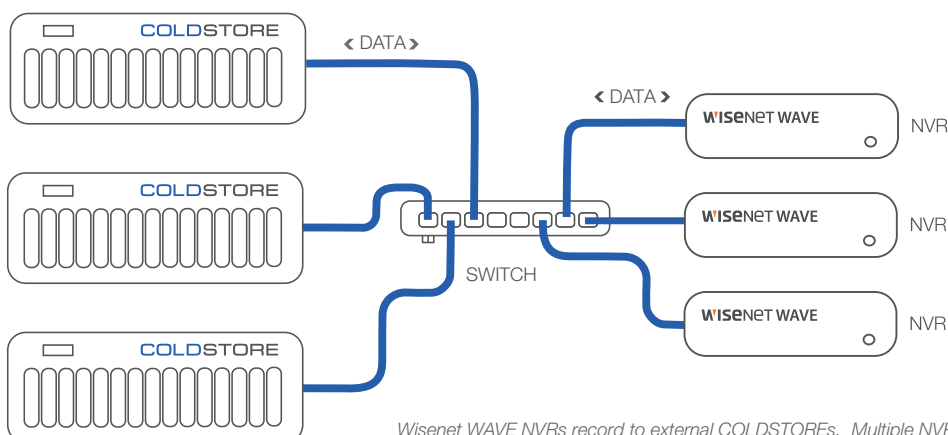 COLDSTORE
< DATA >
< DATA >
WISENET WAVE
NVR
COLDSTORE
WISENET WAVE
NVR
SWITCH
WISENET WAVE
NVR
COLDSTORE
Wisenet WAVE NVRs record to external COLDSTOREs. Multiple